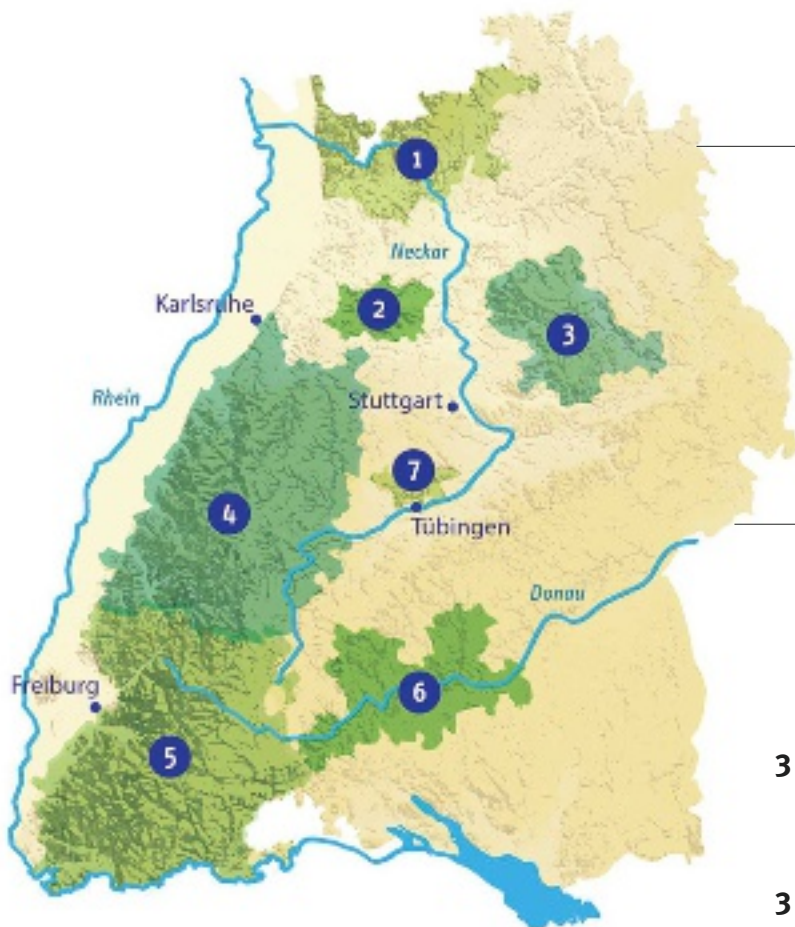 1
Neckar
2
Karlsruhe
3
Rhein
Stuttgart
7
4
Tübingen
Donau
Freiburg
6
5
3
3